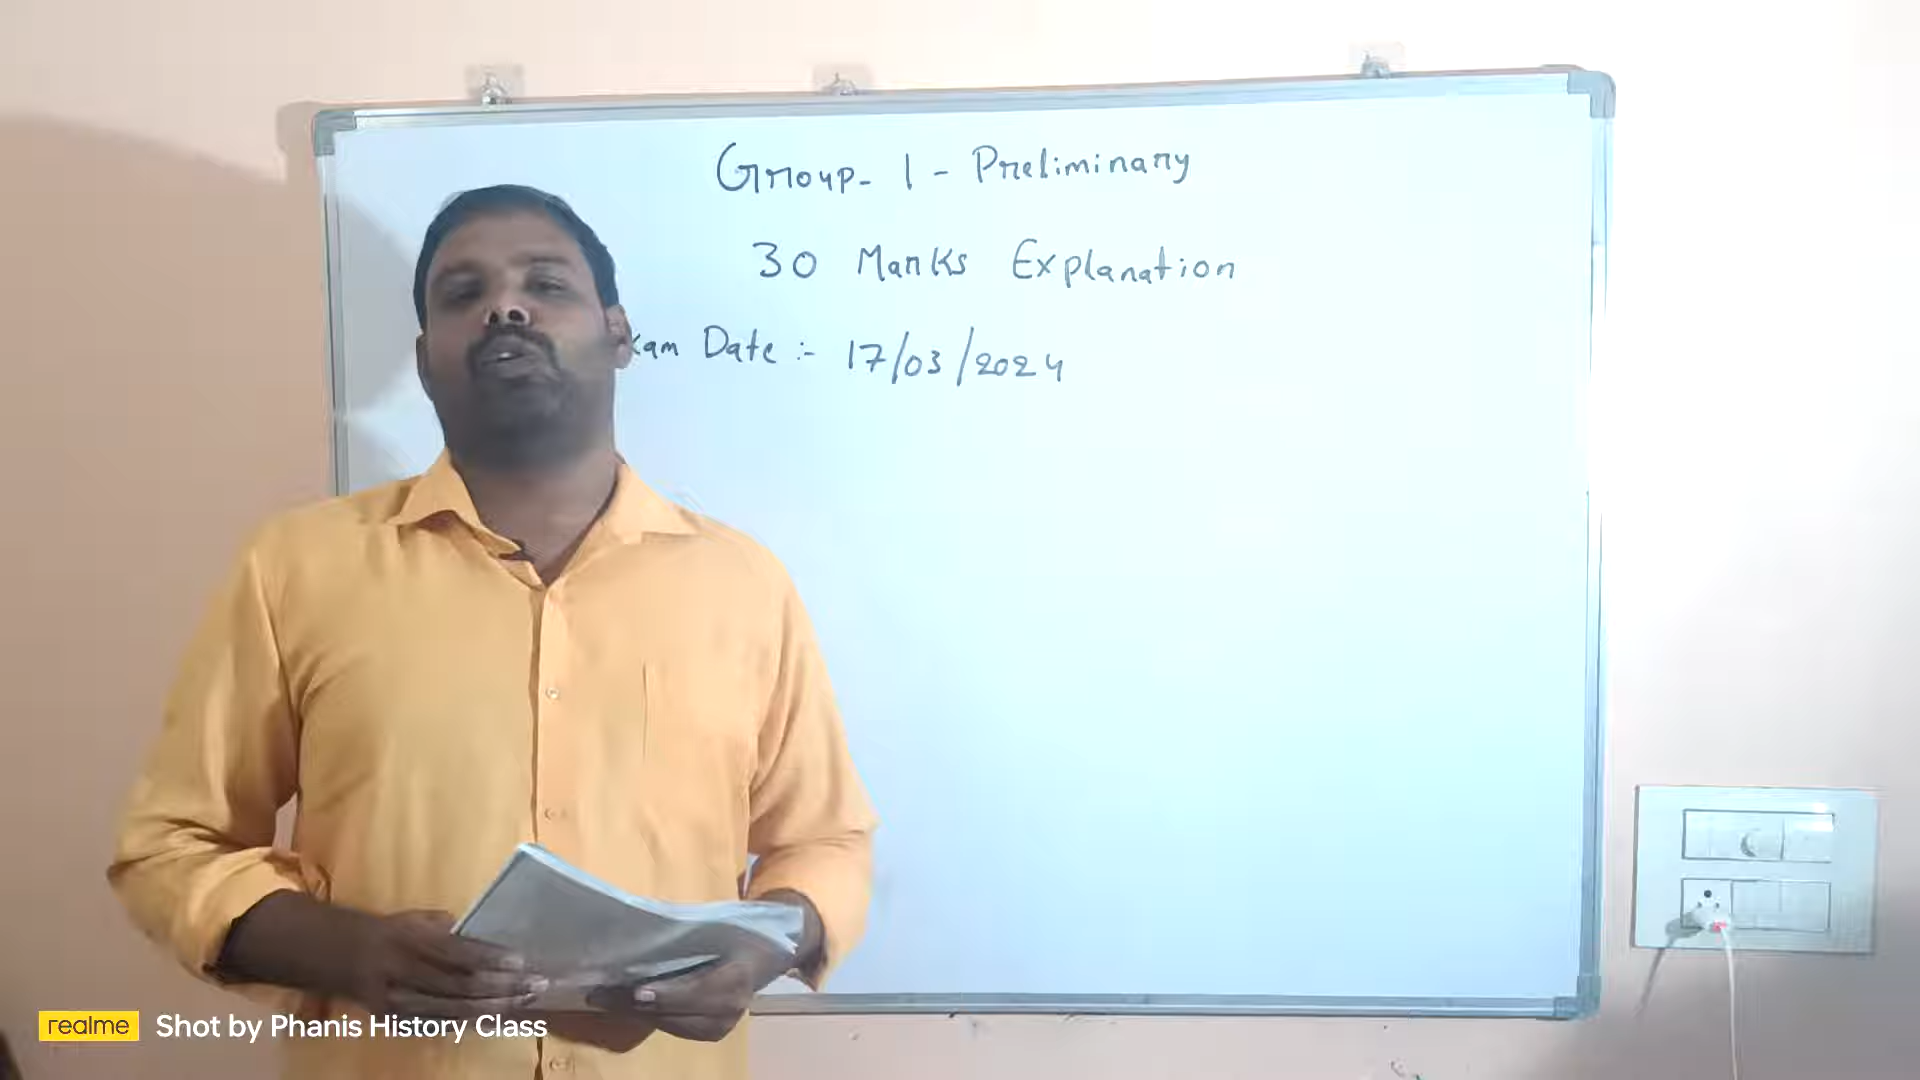 Group- 1 - Preliminary
30 Marks Explanation
Date :- 17/03/2024
realme Shot by Phanis History Class